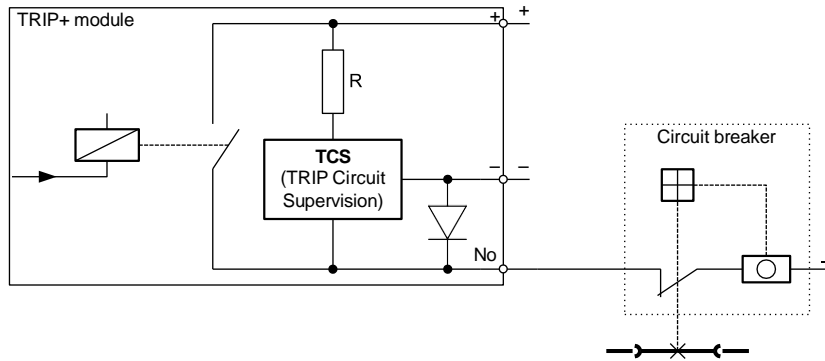 TRIP+ module
+ +
R
TCS
(TRIP Circuit
Supervision)
– –
No
Circuit breaker
–